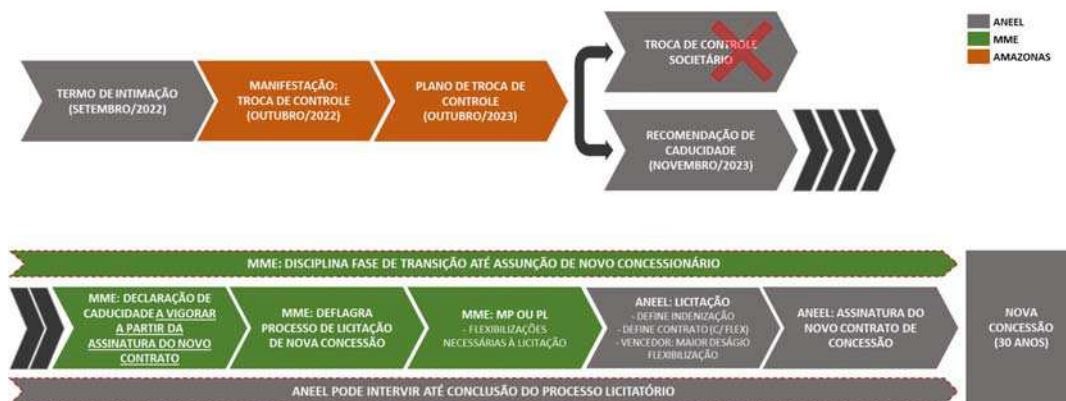 ANEEL
MME
AMAZONAS
TERMO DE INTIMAÇÃO
(SETEMBRO/2022)
MANIFESTAÇÃO:
TROCA DE CONTROLE
(OUTUBRO/2022)
PLANO DE TROCA DE
CONTROLE
(OUTUBRO/2023)
TROCA DE CONTROLE
SOCIETÁRIO
RECOMENDAÇÃO DE
CADUCIDADE
(NOVEMBRO/2023)
MME: DISCIPLINA FASE DE TRANSIÇÃO ATÉ ASSUNÇÃO DE NOVO CONCESSIONÁRIO
MME: DECLARAÇÃO DE
CADUCIDADE A VIGORAR
A PARTIR DA
ASSINATURA DO NOVO
CONTRATO
MME: DEFLAGRA
PROCESSO DE LICITAÇÃO
DE NOVA CONCESSÃO
MME: MP OU PL
- FLEXIBILIZAÇÕES
NECESSÁRIAS À LICITAÇÃO
ANEEL: LICITAÇÃO
- DEFINE INDENIZAÇÃO
- DEFINE CONTRATO (C/ FLEX)
- VENCEDOR: MAIOR DESÁGIO
FLEXIBILIZAÇÃO
ANEEL: ASSINATURA DO
NOVO CONTRATO DE
CONCESSÃO
NOVA
CONCESSÃO
(30 ANOS)
ANEEL PODE INTERVIR ATÉ CONCLUSÃO DO PROCESSO LICITATÓRIO